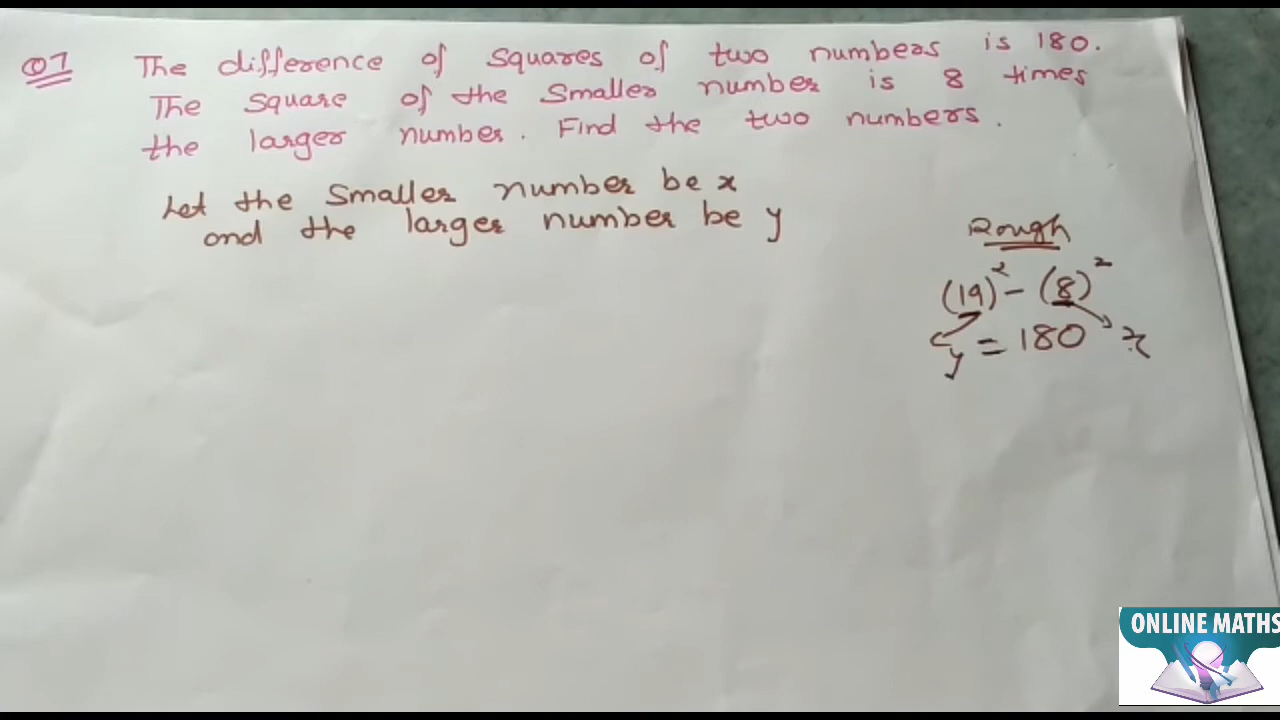 Q7 The difference of squares of two numbers is 180.
The square of the smaller number is 8 times
the larger number. Find the two numbers.
Let the smaller number be x
and the larger number be y
Rough
(19)² - (8)²
y = 180 x
ONLINE MATHS